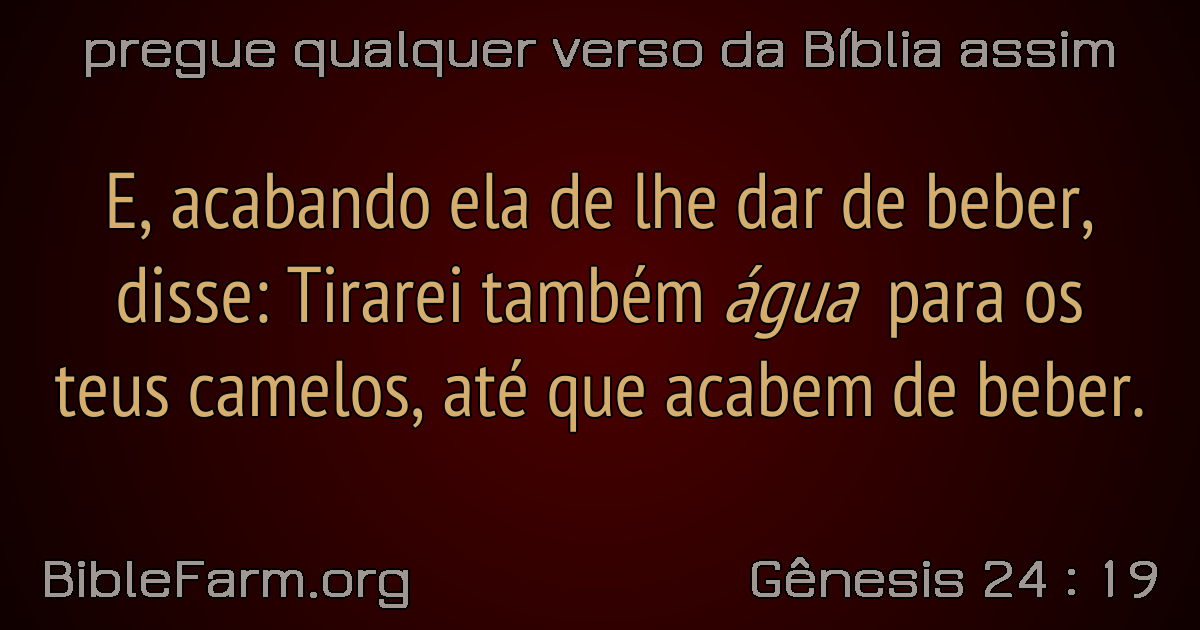 pregue qualquer verso da Bíblia assim
E, acabando ela de lhe dar de beber,
disse: Tirarei também água para os
teus camelos, até que acabem de beber.
BibleFarm.org
Gênesis 24 : 19